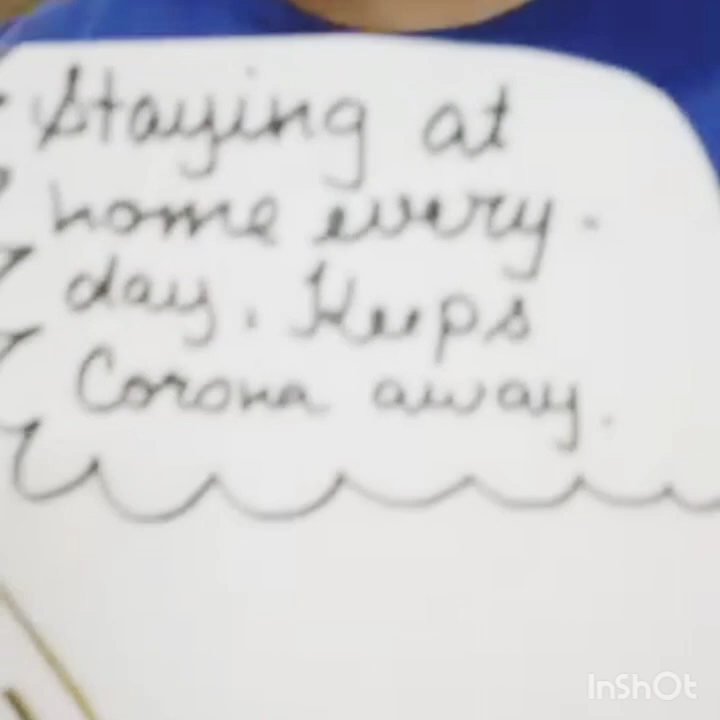 Staying at
home every-
day. Keeps
Corona away.
InShOt